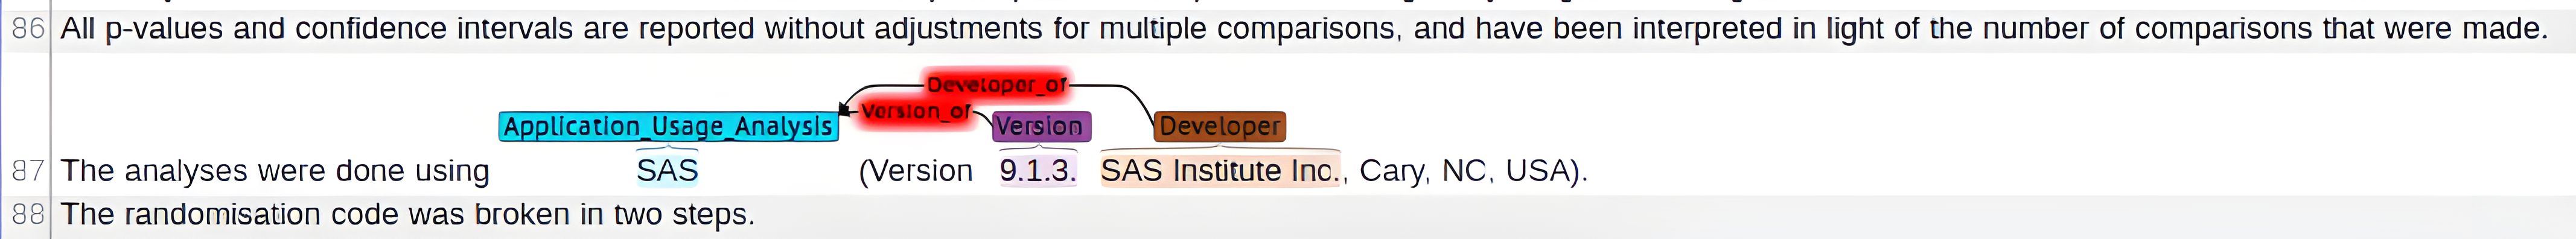 86 All p-values and confidence intervals are reported without adjustments for multiple comparisons, and have been interpreted in light of the number of comparisons that were made.
Developer_of
Version_of
Application_Usage_Analysis Version Developer
87 The analyses were done using SAS (Version 9.1.3. SAS Institute Inc., Cary, NC, USA).
88 The randomisation code was broken in two steps.